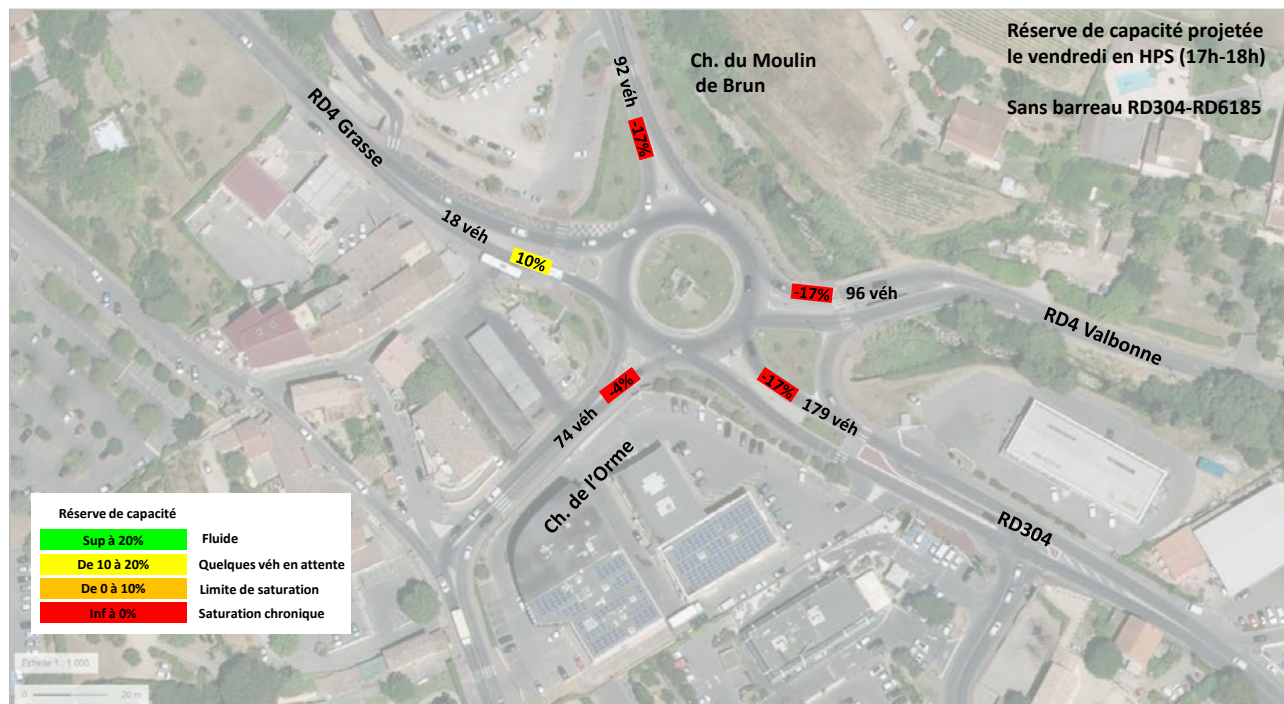 Réserve de capacité projetée
le vendredi en HPS (17h-18h)
Sans barreau RD304-RD6185
Ch. du Moulin
de Brun
92 véh
-17%
RD4 Grasse
18 véh
10%
-17%
96 véh
RD4 Valbonne
-17%
179 véh
RD304
-4%
74 véh
Ch. de l'Orme
Réserve de capacité
Sup à 20%
Fluide
De 10 à 20%
Quelques véh en attente
De 0 à 10%
Limite de saturation
Inf à 0%
Saturation chronique
Echelle 1 : 1 000
0 20 m